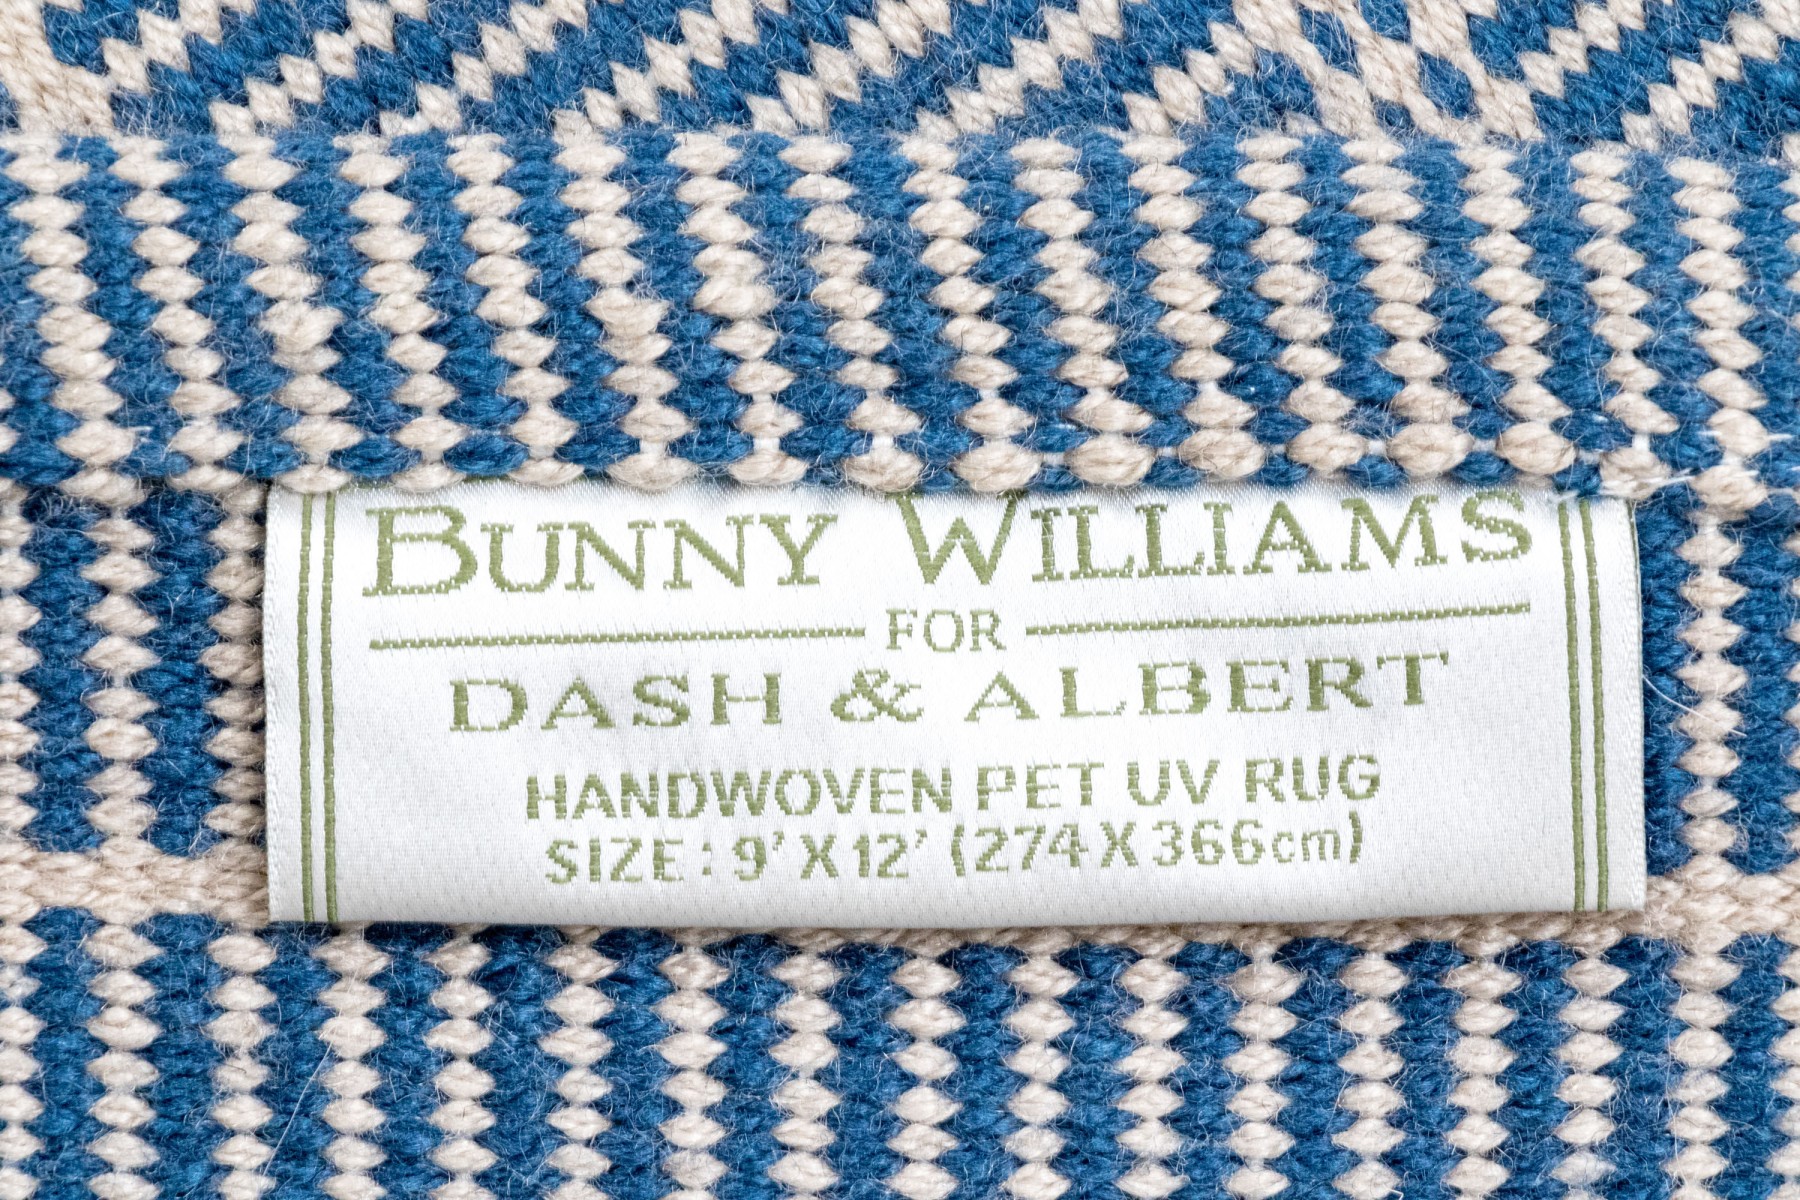 BUNNY WILLIAMS
FOR
DASH & ALBERT
HANDWOVEN PET UV RUG
SIZE: 9' X 12' (274 X 366cm)